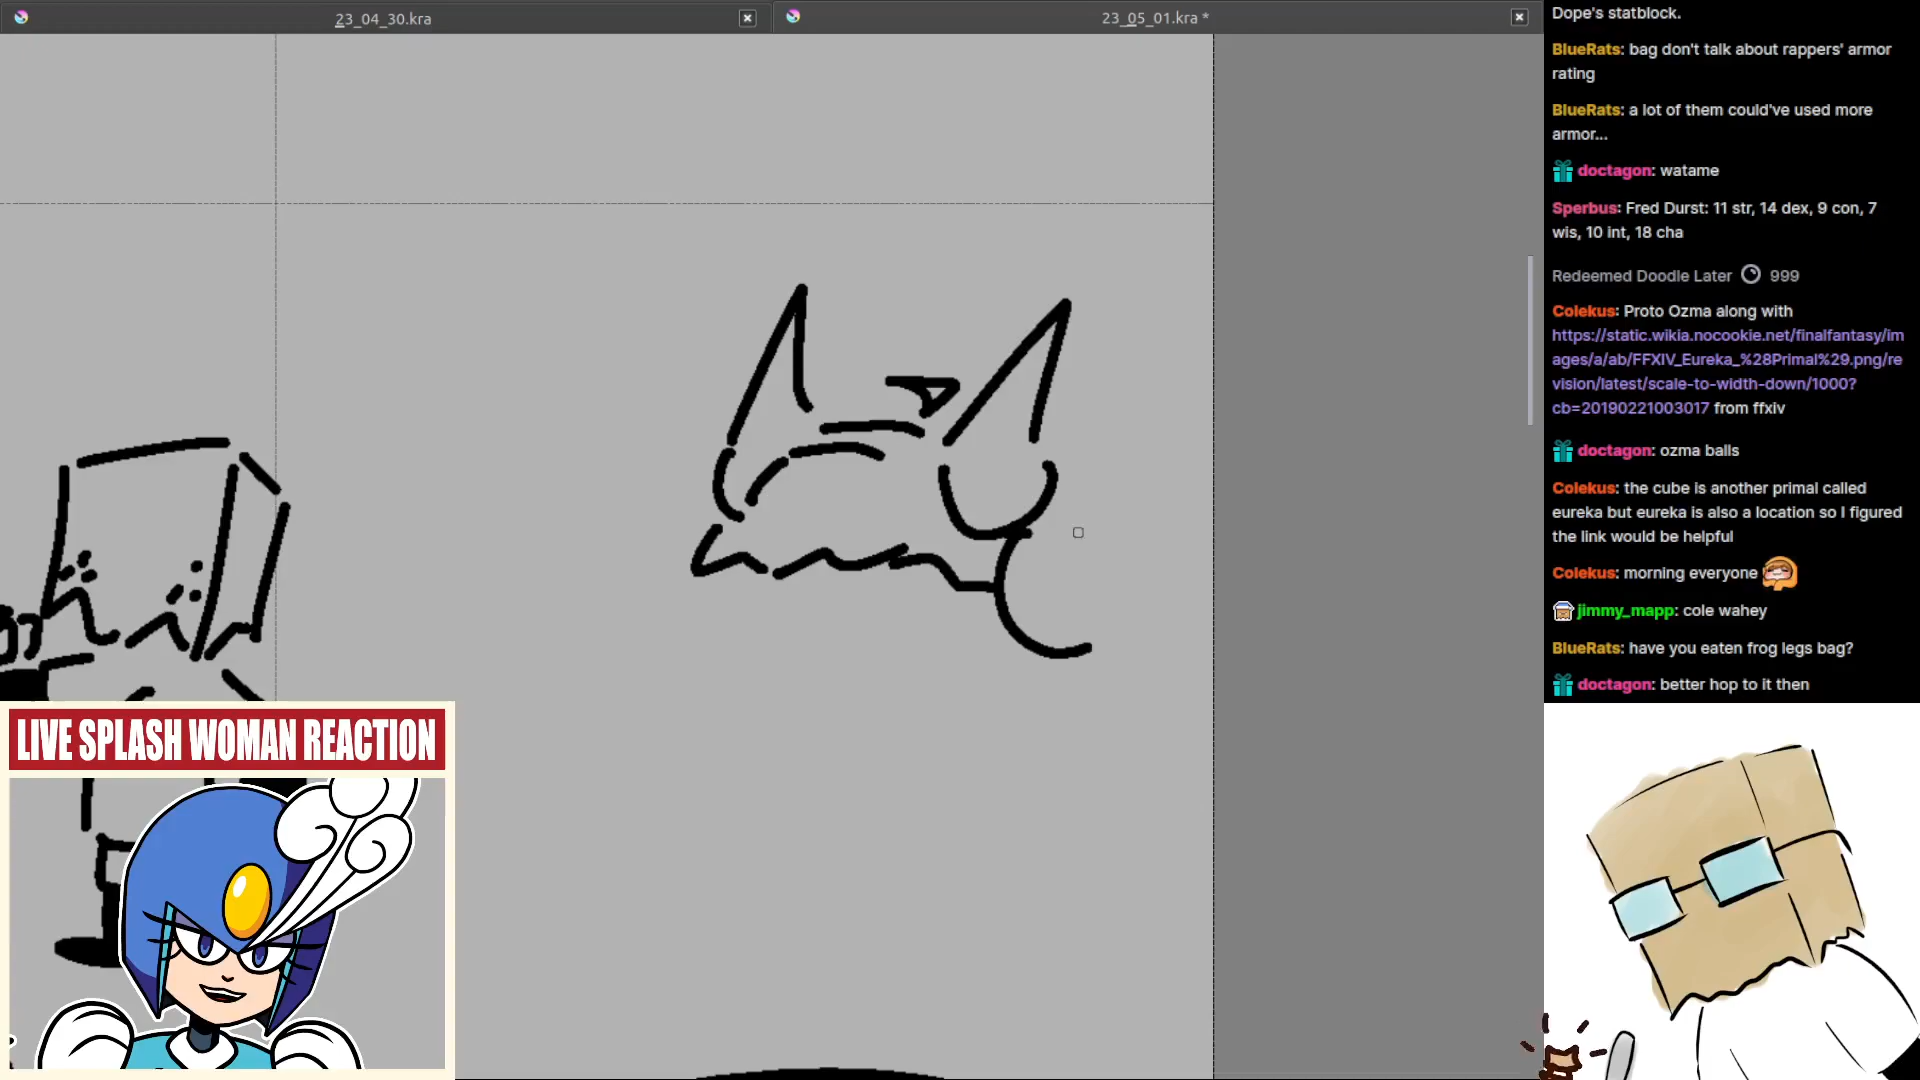 23_04_30.kra
23_05_01.kra *
Dope's statblock.
BlueRats: bag don't talk about rappers' armor
rating
BlueRats: a lot of them could've used more
armor...
doctagon: watame
Sperbus: Fred Durst: 11 str, 14 dex, 9 con, 7
wis, 10 int, 18 cha
Redeemed Doodle Later 999
Colekus: Proto Ozma along with
https://static.wikia.nocookie.net/finalfantasy/im
ages/a/ab/FFXIV_Eureka_%28Primal%29.png/re
vision/latest/scale-to-width-down/1000?
cb=20190221003017 from ffxiv
doctagon: ozma balls
Colekus: the cube is another primal called
eureka but eureka is also a location so I figured
the link would be helpful
Colekus: morning everyone
jimmy_mapp: cole wahey
BlueRats: have you eaten frog legs bag?
doctagon: better hop to it then
LIVE SPLASH WOMAN REACTION